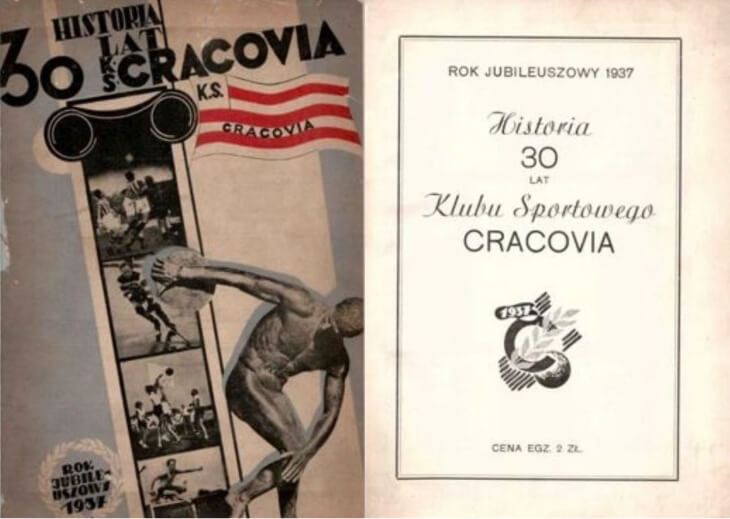 HISTORJA
30 LAT
K.S. CRACOVIA
K.S.
CRACOVIA
ROK
JUBILE-
USZOWY
1937
ROK JUBILEUSZOWY 1937
Historia
30
LAT
Klubu Sportowego
CRACOVIA
1937
CENA EGZ. 2 ZŁ.